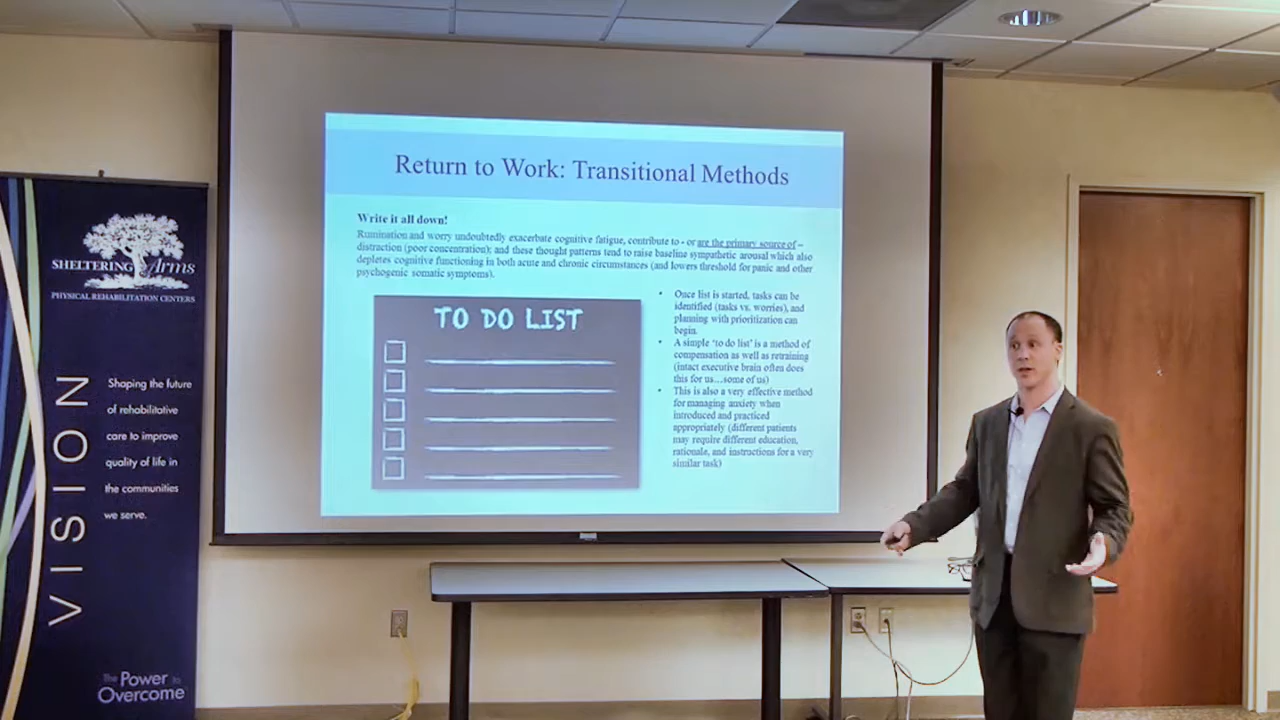 Return to Work: Transitional Methods
Write it all down!
Rumination and worry undoubtedly exacerbate cognitive fatigue, contribute to - or are the primary source of –
distraction (poor concentration); and these thought patterns tend to raise baseline sympathetic arousal which also
depletes cognitive functioning in both acute and chronic circumstances (and lowers threshold for panic and other
psychogenic somatic symptoms).
TO DO LIST
• Once list is started, tasks can be
identified (tasks vs. worries), and
planning with prioritization can
begin.
• A simple 'to do list' is a method of
compensation as well as retraining
(intact executive brain often does
this for us…some of us)
• This is also a very effective method
for managing anxiety when
introduced and practiced
appropriately (different patients
may require different education,
rationale, and instructions for a very
similar task)
SHELTERING Arms
PHYSICAL REHABILITATION CENTERS
VISION
Shaping the future
of rehabilitative
care to improve
quality of life in
the communities
we serve.
The Power to
Overcome